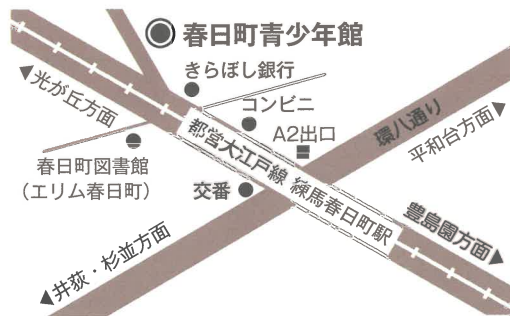 春日町青少年館
きらぼし銀行
光が丘方面
コンビニ
環八通り
平和台方面
A2出口
都営大江戸線 練馬春日町駅
春日町図書館
（エリム春日町）
交番
豊島園方面
井荻・杉並方面